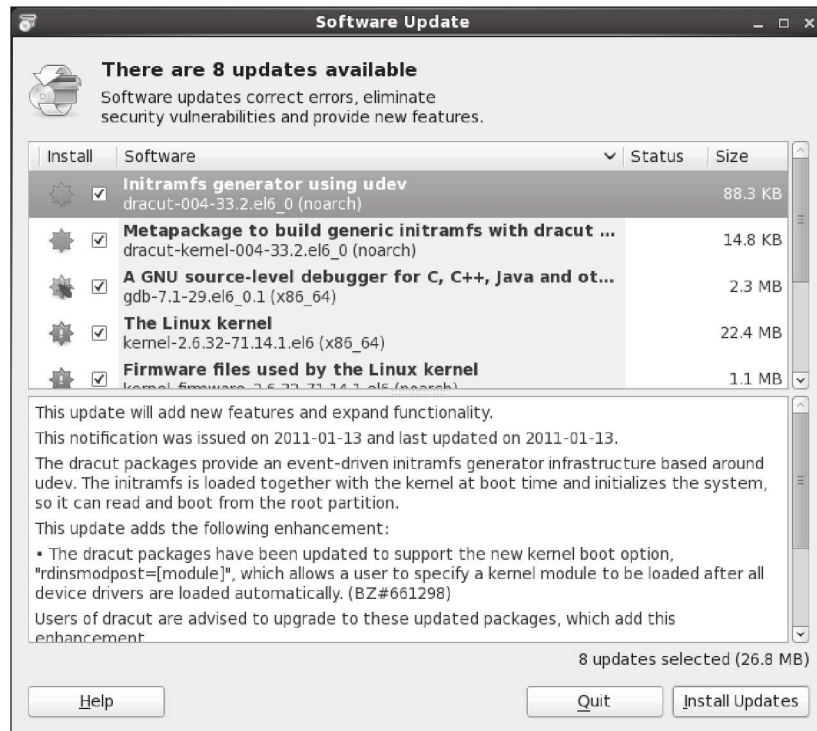 Software Update
There are 8 updates available
Software updates correct errors, eliminate
security vulnerabilities and provide new features.
Install Software Status Size
Initramfs generator using udev
dracut-004-33.2.el6_0 (noarch) 88.3 KB
Metapackage to build generic initramfs with dracut ...
dracut-kernel-004-33.2.el6_0 (noarch) 14.8 KB
A GNU source-level debugger for C, C++, Java and ot...
gdb-7.1-29.el6_0.1 (x86_64) 2.3 MB
The Linux kernel
kernel-2.6.32-71.14.1.el6 (x86_64) 22.4 MB
Firmware files used by the Linux kernel
kernel-firmware-2.6.32-71.14.1.el6 (noarch) 1.1 MB
This update will add new features and expand functionality.
This notification was issued on 2011-01-13 and last updated on 2011-01-13.
The dracut packages provide an event-driven initramfs generator infrastructure based around
udev. The initramfs is loaded together with the kernel at boot time and initializes the system,
so it can read and boot from the root partition.
This update adds the following enhancement:
• The dracut packages have been updated to support the new kernel boot option,
"rdinsmodpost=[module]", which allows a user to specify a kernel module to be loaded after all
device drivers are loaded automatically. (BZ#661298)
Users of dracut are advised to upgrade to these updated packages, which add this
enhancement
8 updates selected (26.8 MB)
Help Quit Install Updates